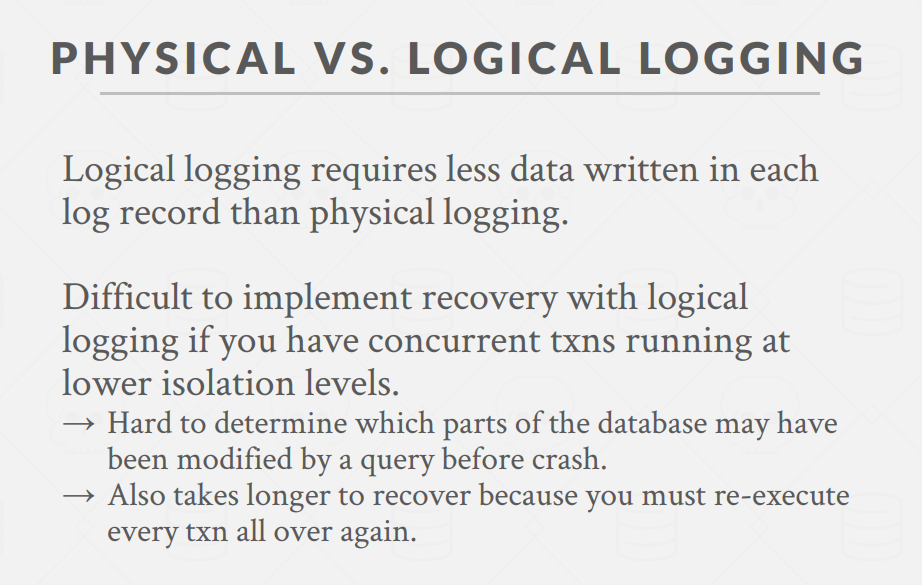 PHYSICAL VS. LOGICAL LOGGING
Logical logging requires less data written in each
log record than physical logging.
Difficult to implement recovery with logical
logging if you have concurrent txns running at
lower isolation levels.
→ Hard to determine which parts of the database may have
been modified by a query before crash.
→ Also takes longer to recover because you must re-execute
every txn all over again.